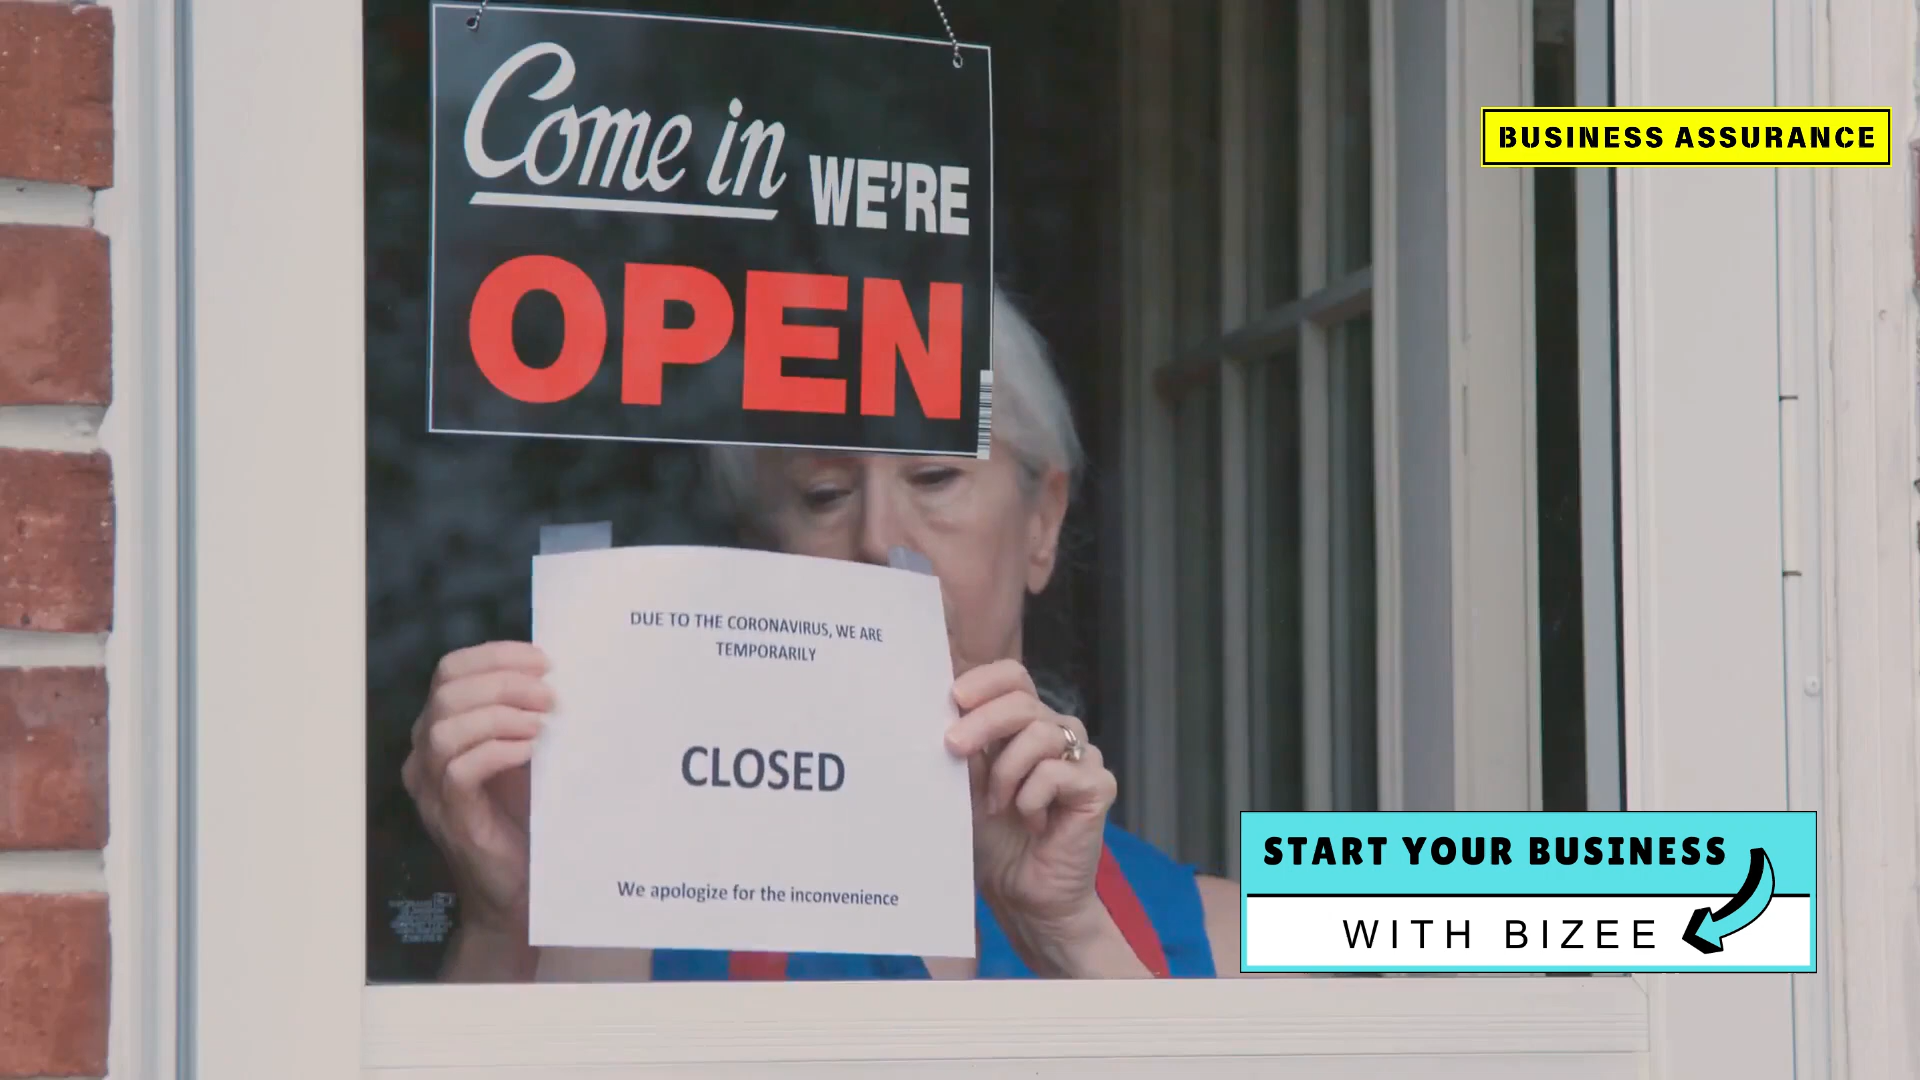 Come in WE'RE
OPEN
BUSINESS ASSURANCE
DUE TO THE CORONAVIRUS, WE ARE
TEMPORARILY
CLOSED
We apologize for the inconvenience
START YOUR BUSINESS
WITH BIZEE